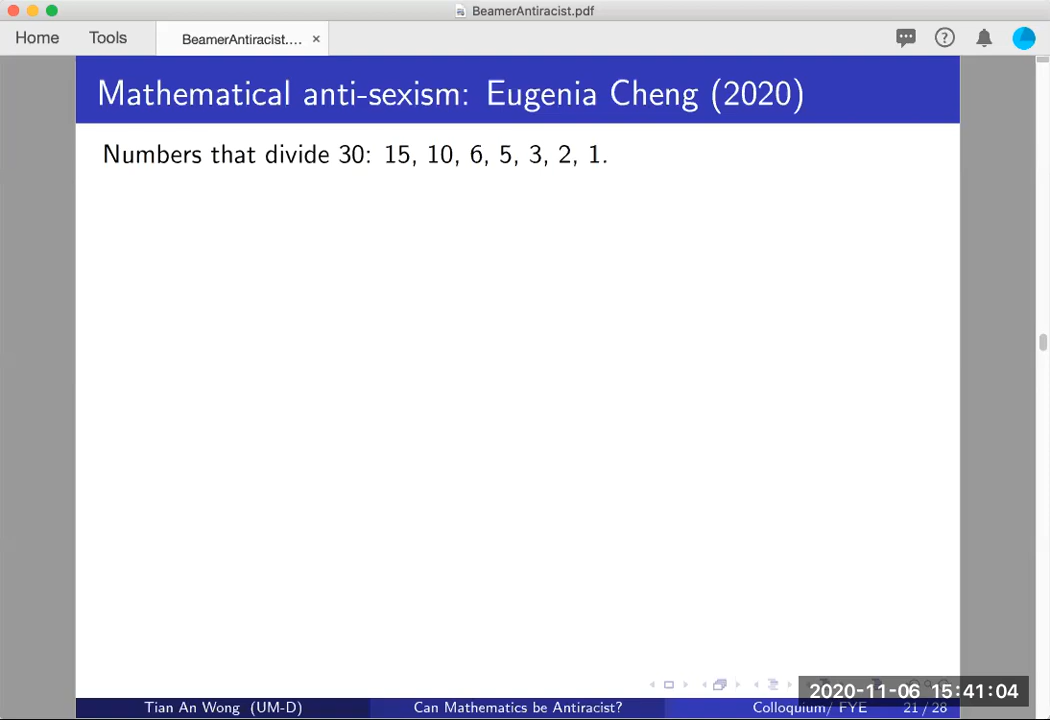 BeamerAntiracist.pdf
Home
Tools
BeamerAntiracist.... ×
Mathematical anti-sexism: Eugenia Cheng (2020)
Numbers that divide 30: 15, 10, 6, 5, 3, 2, 1.
2020-11-06 15:41:04
Tian An Wong (UM-D)
Can Mathematics be Antiracist?
Colloquium/ FYE
21 / 28